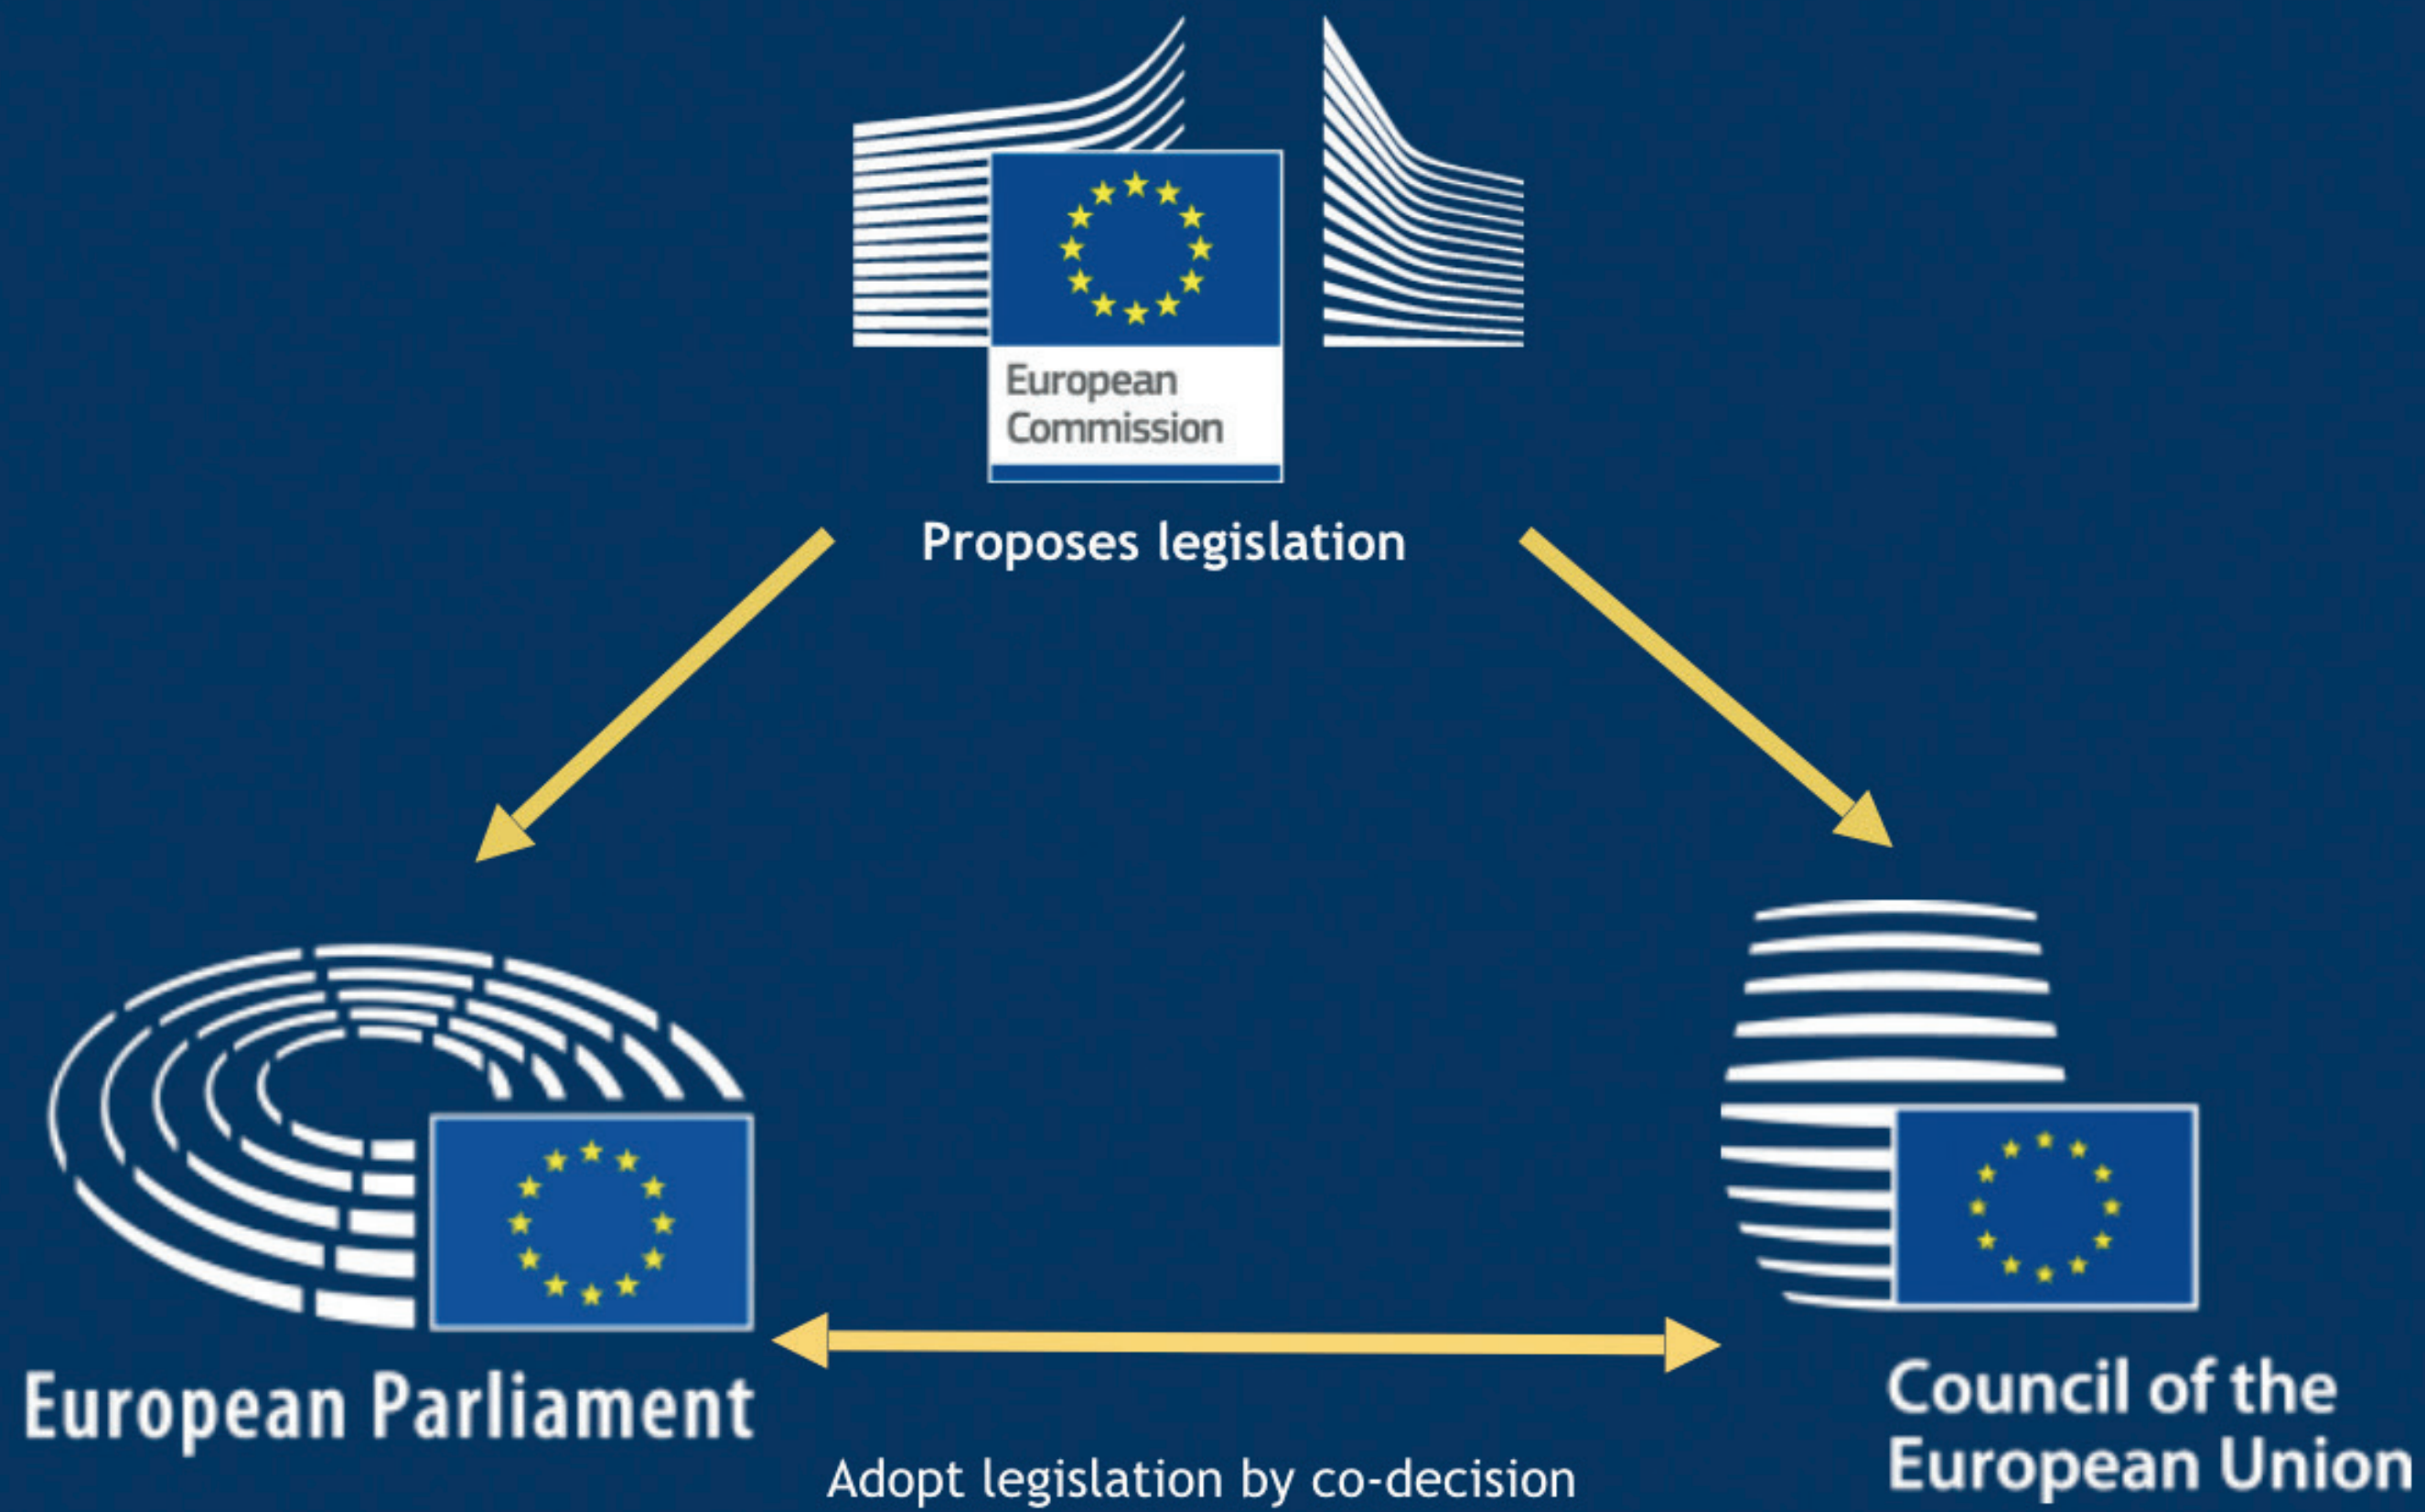 European
Commission
Proposes legislation
European Parliament
Council of the
European Union
Adopt legislation by co-decision